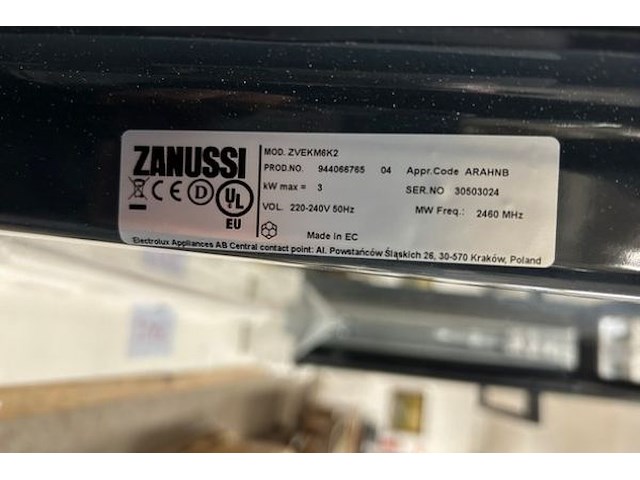 ZANUSSI
MOD. ZVEKM6K2
PROD.NO. 944066765 04 Appr.Code ARAHNB
kW max = 3 SER.NO 30503024
VOL. 220-240V 50Hz MW Freq.: 2460 MHz
CE D UL
EU
Made in EC
Electrolux Appliances AB Central contact point: Al. Powstańców Śląskich 26, 30-570 Kraków, Poland